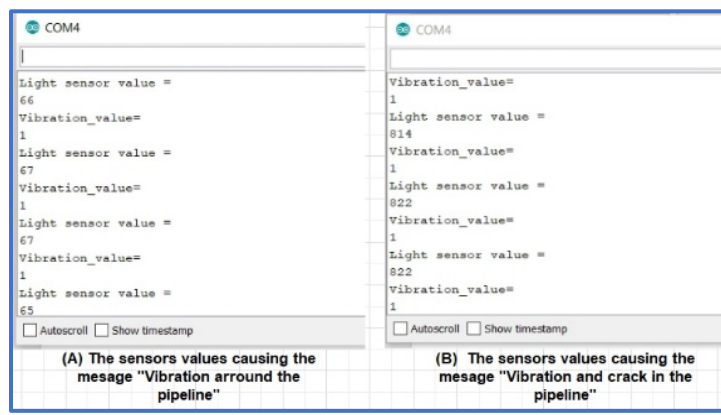 COM4
Light sensor value =
66
Vibration_value=
1
Light sensor value =
67
Vibration_value=
1
Light sensor value =
67
Vibration_value=
1
Light sensor value =
65
Autoscroll Show timestamp
(A) The sensors values causing the
mesage "Vibration arround the
pipeline"
COM4
Vibration_value=
1
Light sensor value =
814
Vibration_value=
1
Light sensor value =
822
Vibration_value=
1
Light sensor value =
822
Vibration_value=
1
Autoscroll Show timestamp
(B) The sensors values causing the
mesage "Vibration and crack in the
pipeline"